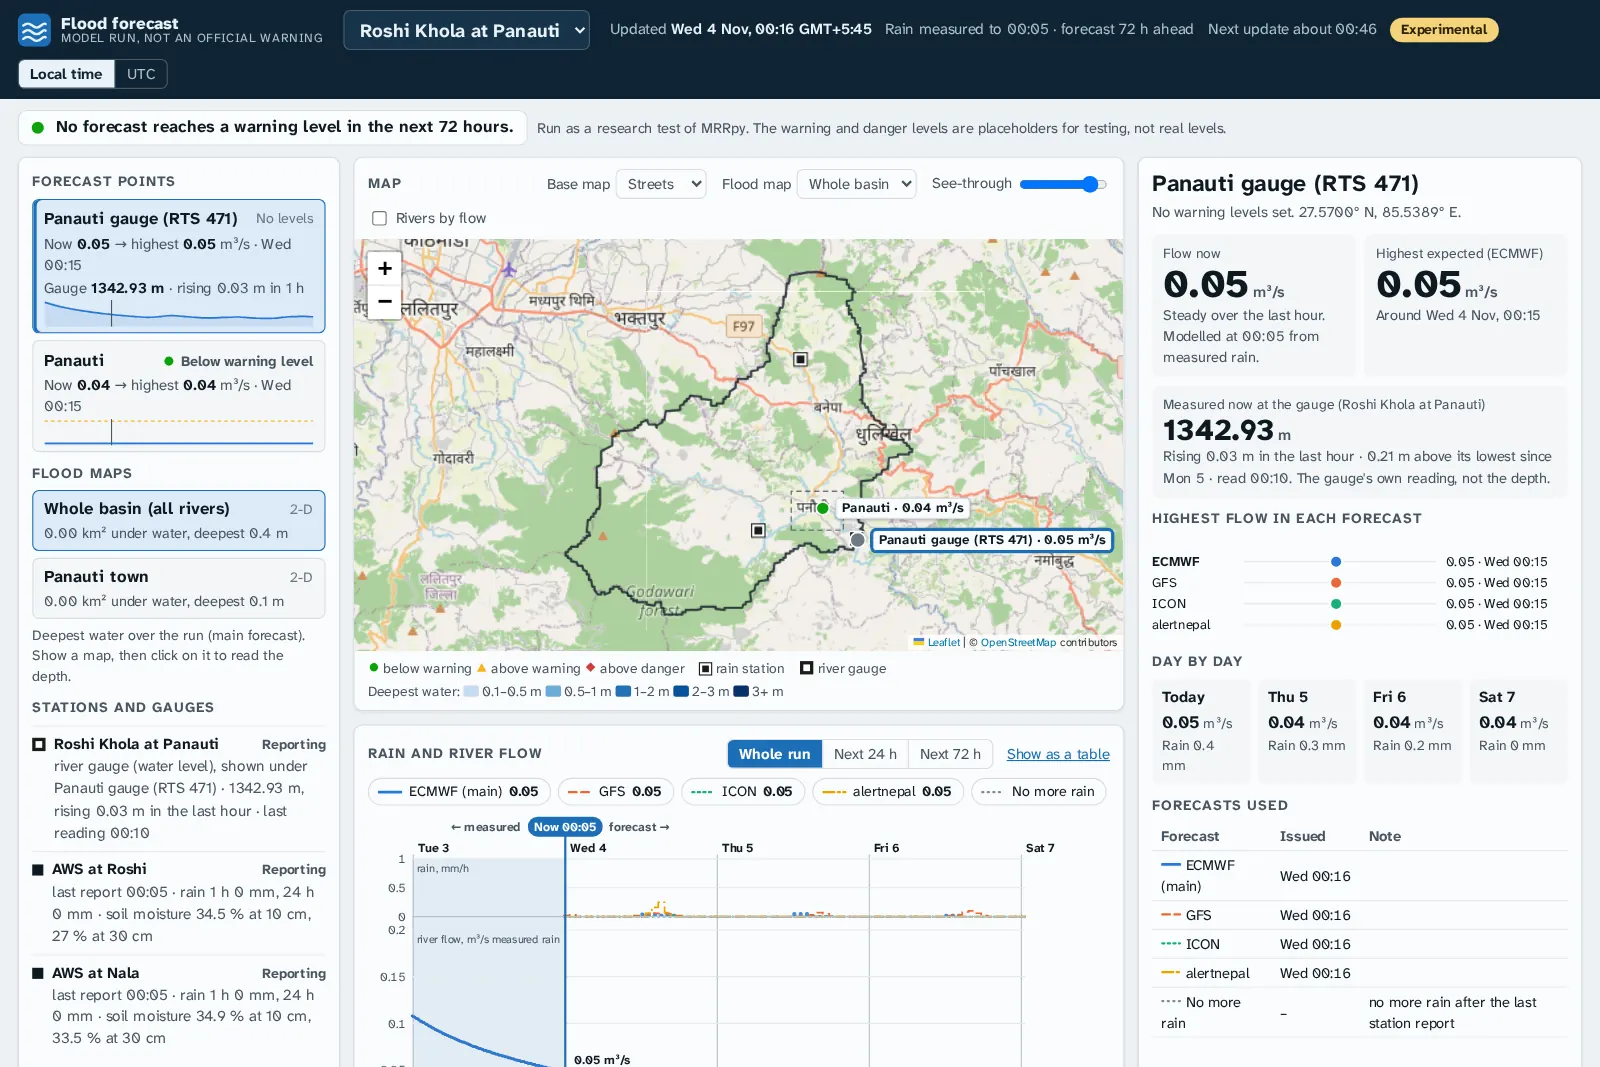 Flood forecast
MODEL RUN, NOT AN OFFICIAL WARNING
Roshi Khola at Panauti
Updated Wed 4 Nov, 00:16 GMT+5:45 Rain measured to 00:05 · forecast 72 h ahead Next update about 00:46 Experimental
Local time UTC
No forecast reaches a warning level in the next 72 hours. Run as a research test of MRRpy. The warning and danger levels are placeholders for testing, not real levels.
FORECAST POINTS
Panauti gauge (RTS 471) No levels
Now 0.05 → highest 0.05 m³/s · Wed
00:15
Gauge 1342.93 m · rising 0.03 m in 1 h
Panauti Below warning level
Now 0.04 → highest 0.04 m³/s · Wed
00:15
FLOOD MAPS
Whole basin (all rivers) 2-D
0.00 km² under water, deepest 0.4 m
Panauti town 2-D
0.00 km² under water, deepest 0.1 m
Deepest water over the run (main forecast).
Show a map, then click on it to read the
depth.
STATIONS AND GAUGES
Roshi Khola at Panauti Reporting
river gauge (water level), shown under
Panauti gauge (RTS 471) · 1342.93 m,
rising 0.03 m in the last hour · last
reading 00:10
AWS at Roshi Reporting
last report 00:05 · rain 1 h 0 mm, 24 h
0 mm · soil moisture 34.5 % at 10 cm,
27 % at 30 cm
AWS at Nala Reporting
last report 00:05 · rain 1 h 0 mm, 24 h
0 mm · soil moisture 34.9 % at 10 cm,
33.5 % at 30 cm
MAP Base map Streets Flood map Whole basin See-through
Rivers by flow
+
−
मध्यपुर थिमि
ललितपुर
भक्तपुर
F97
महालक्ष्मी
पाँचखाल
बनेपा
धुलिखेल
गोदावरी
Panauti · 0.04 m³/s
Panauti gauge (RTS 471) · 0.05 m³/s
नमोबुद्ध
ललितपुर
जिल्ला
Godawari
forest
Leaflet | © OpenStreetMap contributors
below warning above warning above danger rain station river gauge
Deepest water: 0.1–0.5 m 0.5–1 m 1–2 m 2–3 m 3+ m
RAIN AND RIVER FLOW Whole run Next 24 h Next 72 h Show as a table
ECMWF (main) 0.05 GFS 0.05 ICON 0.05 alertnepal 0.05 No more rain
← measured Now 00:05 forecast →
Tue 3 Wed 4 Thu 5 Fri 6 Sat 7
1
rain, mm/h
0.5
0
0.2
river flow, m³/s measured rain
0.15
0.1
0.05 m³/s
Panauti gauge (RTS 471)
No warning levels set. 27.5700° N, 85.5389° E.
Flow now
0.05 m³/s
Steady over the last hour.
Modelled at 00:05 from
measured rain.
Highest expected (ECMWF)
0.05 m³/s
Around Wed 4 Nov, 00:15
Measured now at the gauge (Roshi Khola at Panauti)
1342.93 m
Rising 0.03 m in the last hour · 0.21 m above its lowest since
Mon 5 · read 00:10. The gauge's own reading, not the depth.
HIGHEST FLOW IN EACH FORECAST
ECMWF 0.05 · Wed 00:15
GFS 0.05 · Wed 00:15
ICON 0.05 · Wed 00:15
alertnepal 0.05 · Wed 00:15
DAY BY DAY
Today Thu 5 Fri 6 Sat 7
0.05 m³/s 0.04 m³/s 0.04 m³/s 0.04 m³/s
Rain 0.4 Rain 0.3 mm Rain 0.2 mm Rain 0 mm
mm
FORECASTS USED
Forecast Issued Note
ECMWF
(main) Wed 00:16
GFS Wed 00:16
ICON Wed 00:16
alertnepal Wed 00:16
No more – no more rain after the last
rain station report